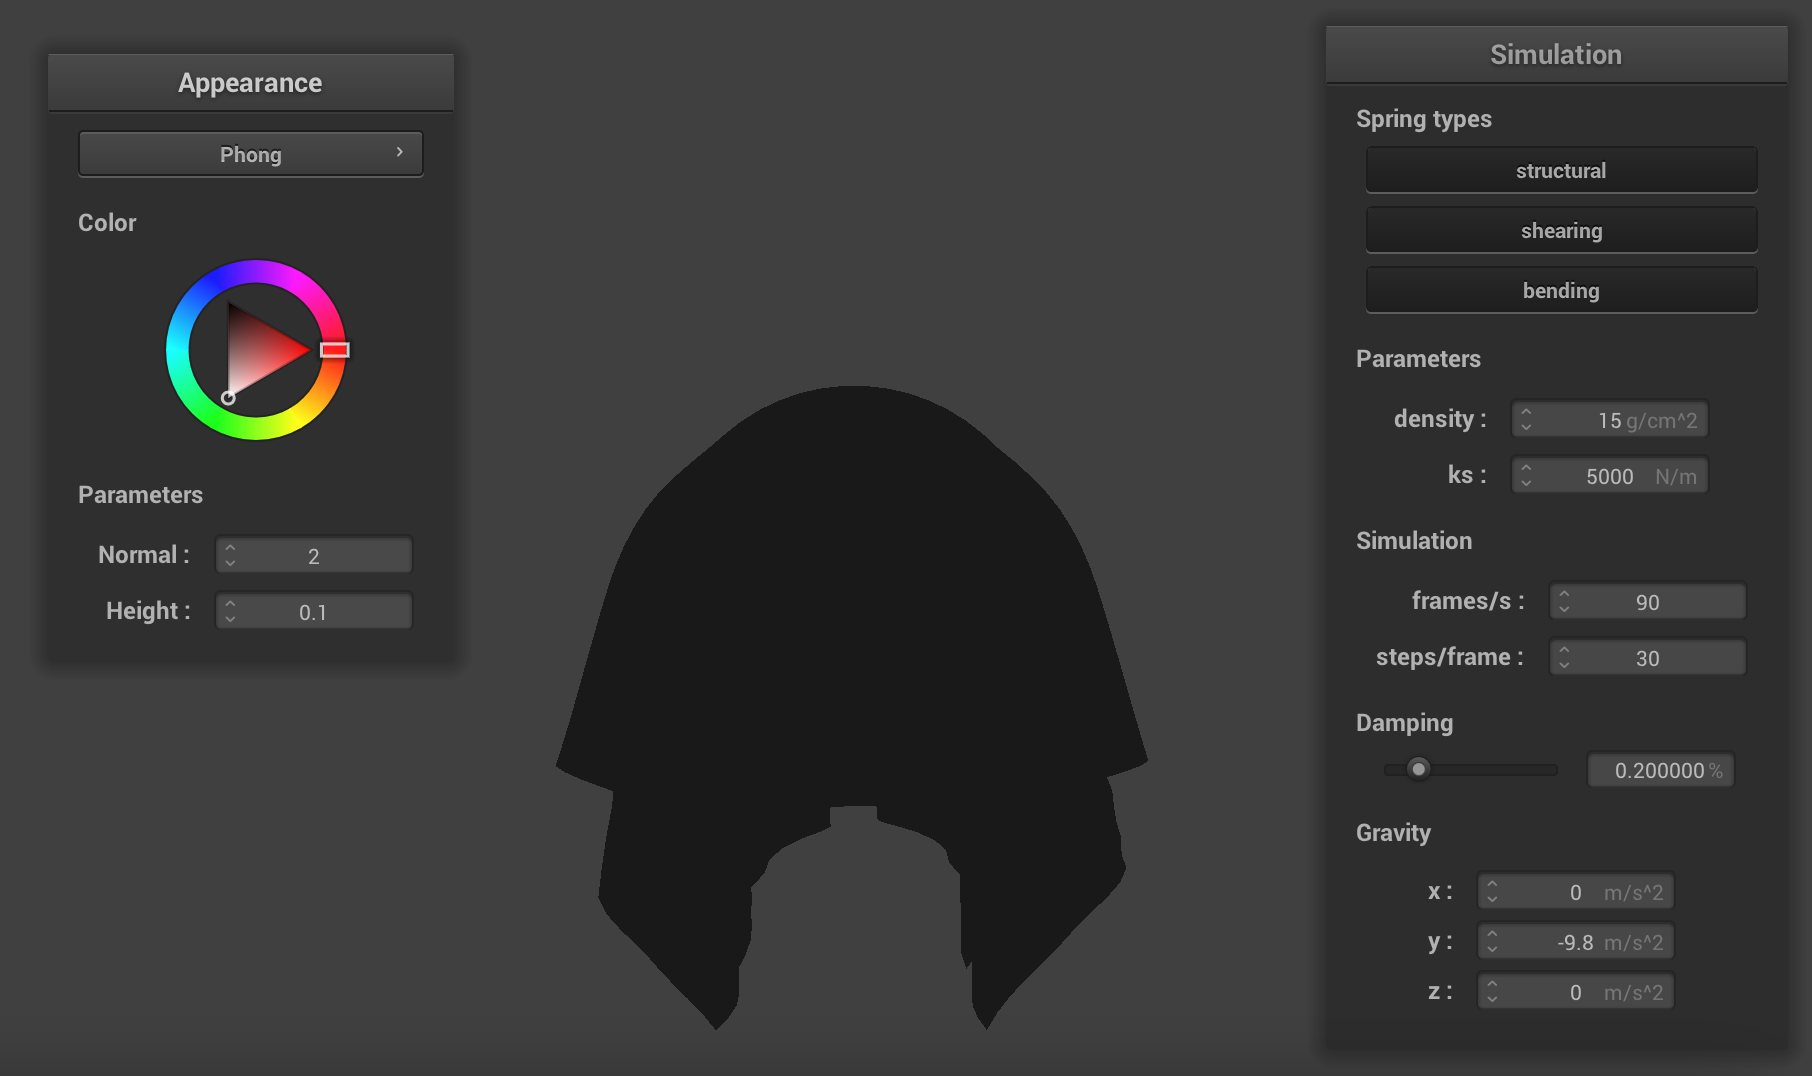 Appearance
Phong
Color
Parameters
Normal : 2
Height : 0.1
Simulation
Spring types
structural
shearing
bending
Parameters
density : 15 g/cm^2
ks : 5000 N/m
Simulation
frames/s : 90
steps/frame : 30
Damping
0.200000 %
Gravity
x : 0 m/s^2
y : -9.8 m/s^2
z : 0 m/s^2